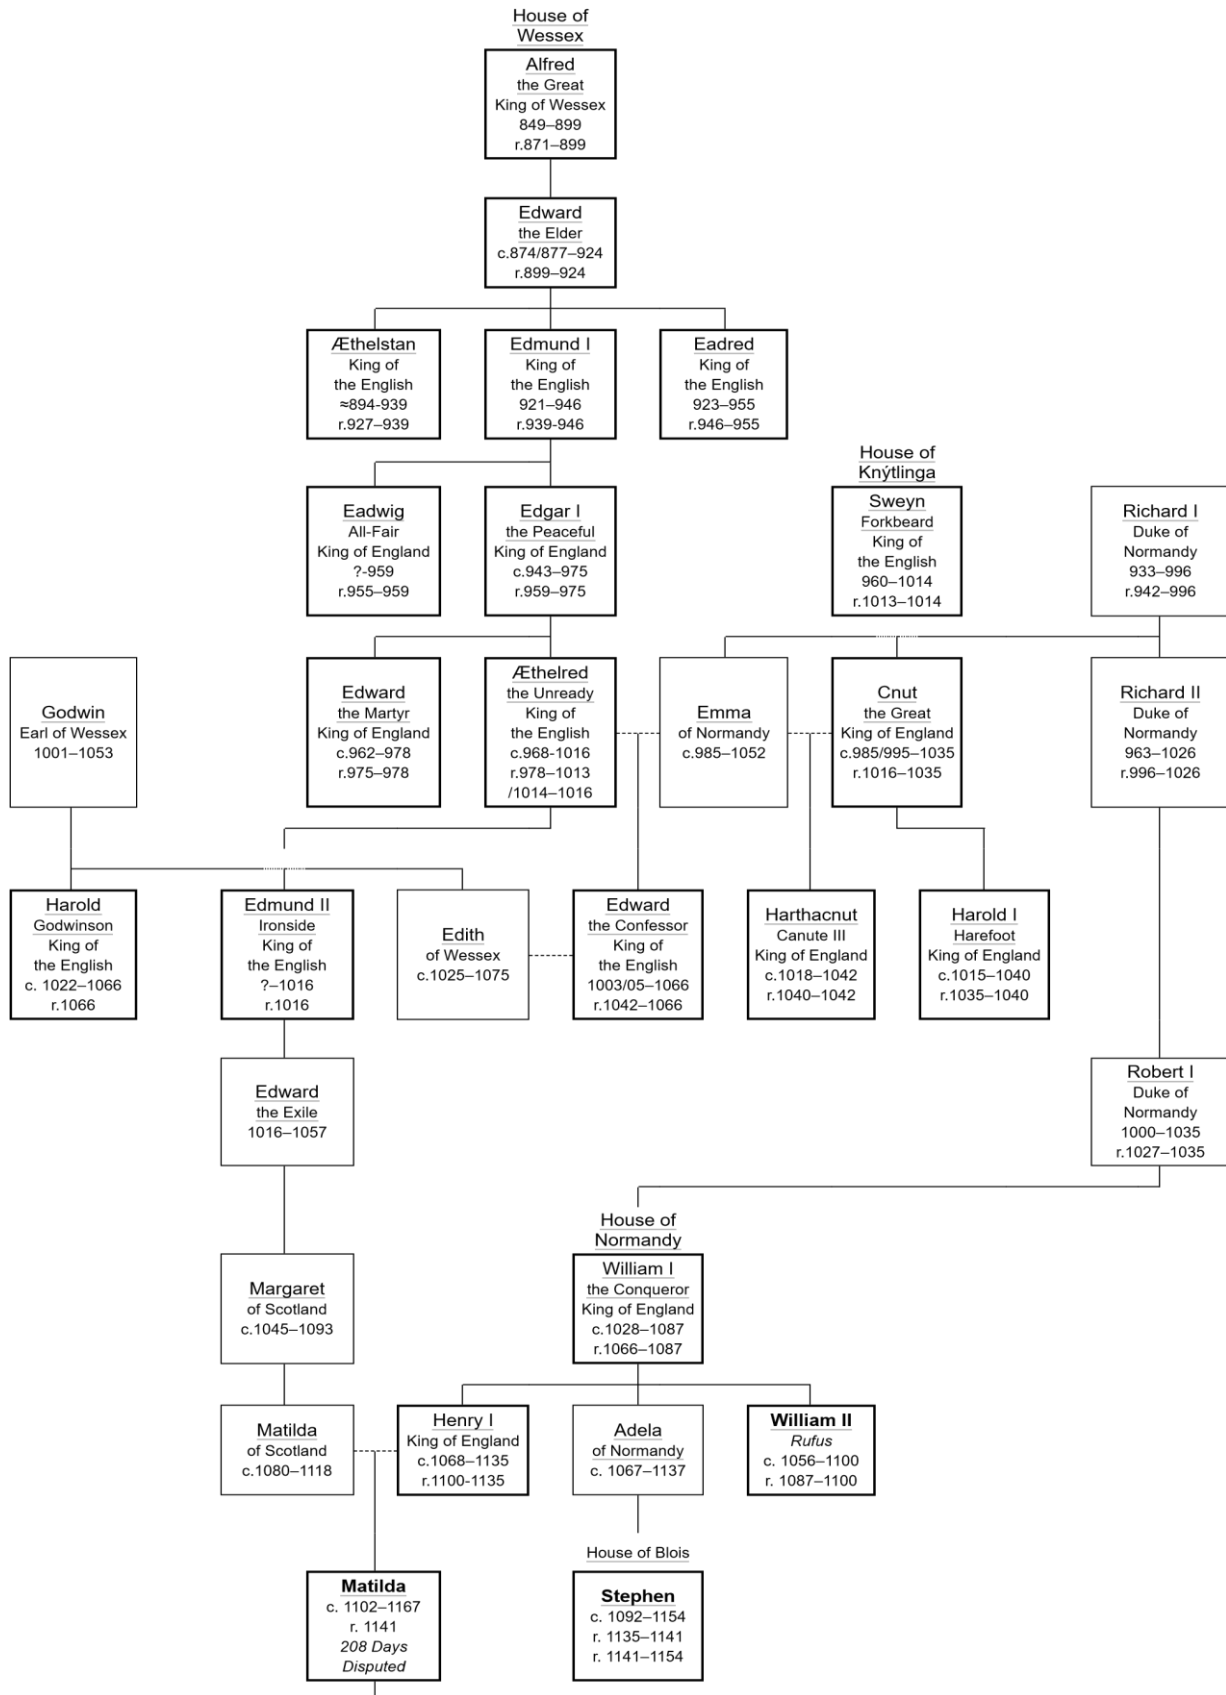 House of
Wessex
Alfred
the Great
King of Wessex
849–899
r.871–899
Edward
the Elder
c.874/877–924
r.899–924
Æthelstan
King of
the English
≈894-939
r.927–939
Edmund I
King of
the English
921–946
r.939-946
Eadred
King of
the English
923–955
r.946–955
Eadwig
All-Fair
King of England
?-959
r.955–959
Edgar I
the Peaceful
King of England
c.943–975
r.959–975
House of
Knýtlinga
Sweyn
Forkbeard
King of
the English
960–1014
r.1013–1014
Richard I
Duke of
Normandy
933–996
r.942–996
Godwin
Earl of Wessex
1001–1053
Edward
the Martyr
King of England
c.962–978
r.975–978
Æthelred
the Unready
King of
the English
c.968-1016
r.978–1013
/1014–1016
Emma
of Normandy
c.985–1052
Cnut
the Great
King of England
c.985/995–1035
r.1016–1035
Richard II
Duke of
Normandy
963–1026
r.996–1026
Harold
Godwinson
King of
the English
c. 1022–1066
r.1066
Edmund II
Ironside
King of
the English
?–1016
r.1016
Edith
of Wessex
c.1025–1075
Edward
the Confessor
King of
the English
1003/05–1066
r.1042–1066
Harthacnut
Canute III
King of England
c.1018–1042
r.1040–1042
Harold I
Harefoot
King of England
c.1015–1040
r.1035–1040
Edward
the Exile
1016–1057
Robert I
Duke of
Normandy
1000–1035
r.1027–1035
Margaret
of Scotland
c.1045–1093
House of
Normandy
William I
the Conqueror
King of England
c.1028–1087
r.1066–1087
Matilda
of Scotland
c.1080–1118
Henry I
King of England
c.1068–1135
r.1100-1135
Adela
of Normandy
c. 1067–1137
William II
Rufus
c. 1056–1100
r. 1087–1100
House of Blois
Matilda
c. 1102–1167
r. 1141
208 Days
Disputed
Stephen
c. 1092–1154
r. 1135–1141
r. 1141–1154